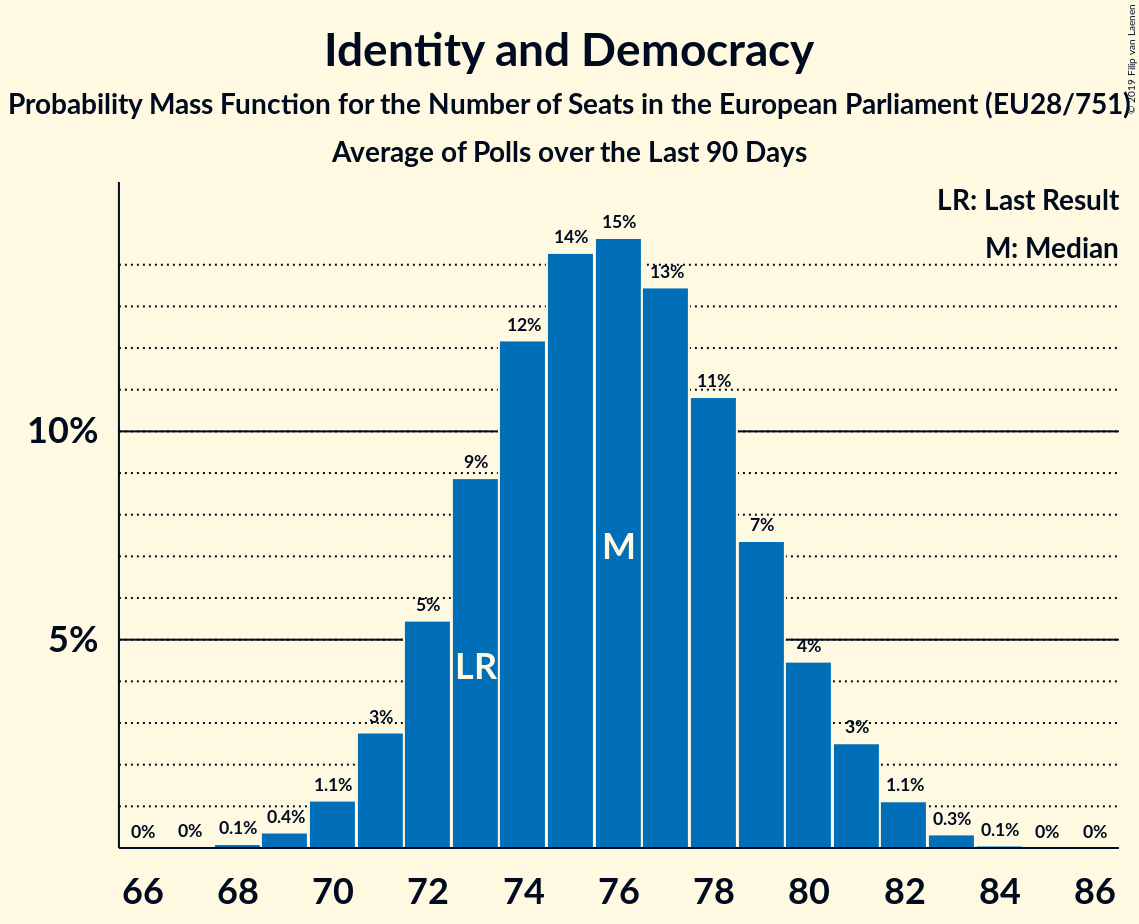 Identity and Democracy
Probability Mass Function for the Number of Seats in the European Parliament (EU28/751)
Average of Polls over the Last 90 Days
© 2019 Filip van Laenen
LR: Last Result
M: Median
10%
5%
0%
0%
0.1%
0.4%
1.1%
3%
5%
9%
12%
14%
15%
13%
11%
7%
4%
3%
1.1%
0.3%
0.1%
0%
0%
LR
M
66 68 70 72 74 76 78 80 82 84 86